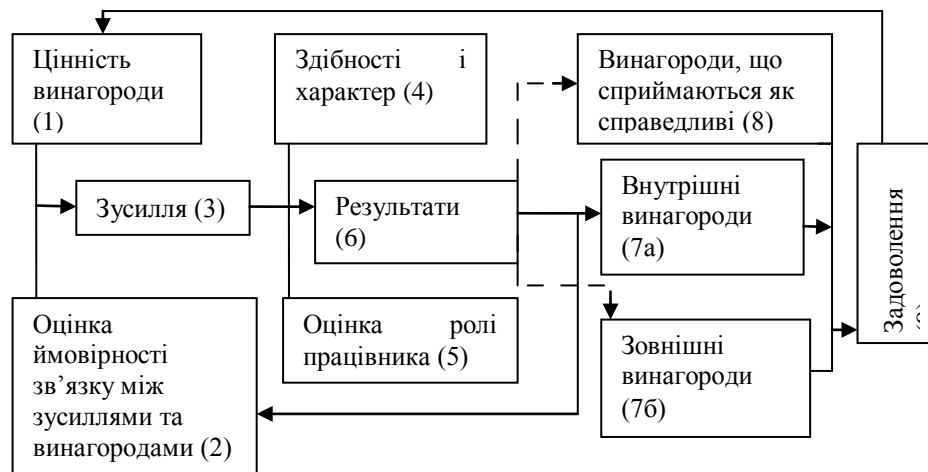 Цінність
винагороди
(1)
Здібності і
характер (4)
Винагороди, що
сприймаються як
справедливі (8)
Зусилля (3)
Результати
(6)
Внутрішні
винагороди
(7а)
Задоволення
Оцінка
ймовірності
зв’язку між
зусиллями та
винагородами (2)
Оцінка ролі
працівника (5)
Зовнішні
винагороди
(7б)